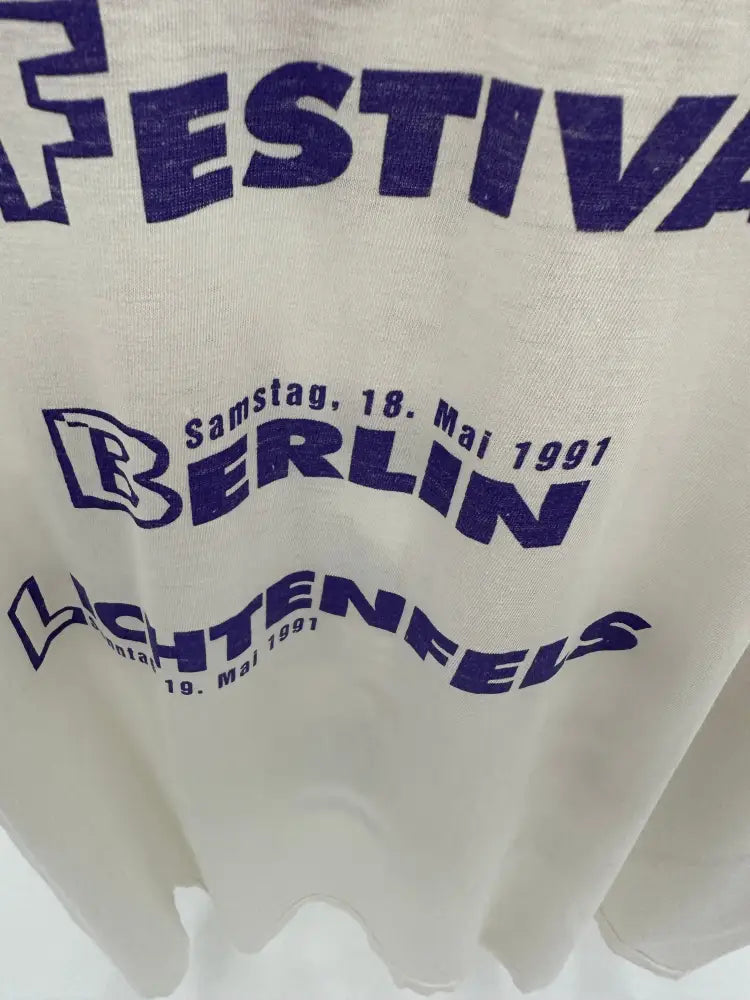 FESTIVA
Samstag, 18. Mai 1991
BERLIN
LICHTENFELS
19. Mai 1991